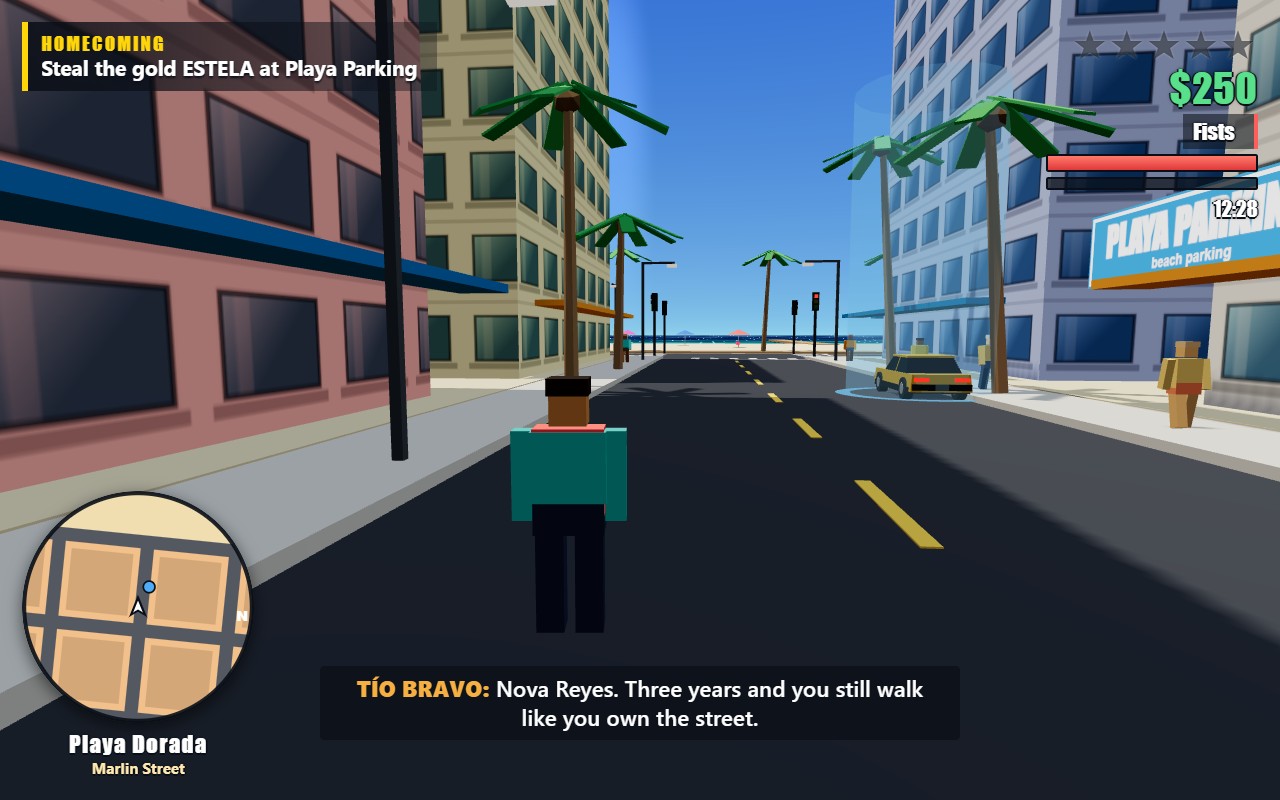 HOMECOMING
Steal the gold ESTELA at Playa Parking
$250
Fists
12:28
PLAYA PARKIN
beach parking
N
TÍO BRAVO: Nova Reyes. Three years and you still walk
like you own the street.
Playa Dorada
Marlin Street